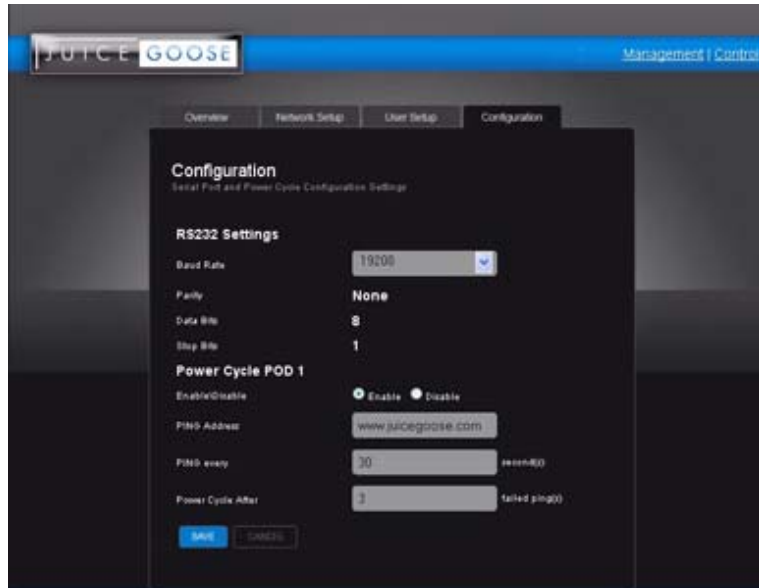 JUICE GOOSE
Management | Control
Overview Network Setup User Setup Configuration
Configuration
Serial Port and Power Cycle Configuration Settings
RS232 Settings
Baud Rate 19200
Parity None
Data Bits 8
Stop Bits 1
Power Cycle POD 1
Enable\Disable Enable Disable
PING Address www.juicegoose.com
PING every 30 second(s)
Power Cycle After 3 failed ping(s)
SAVE CANCEL